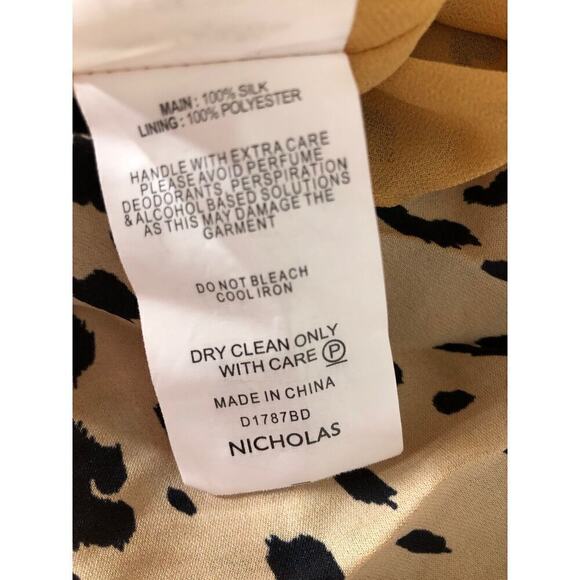 MAIN : 100% SILK
LINING : 100% POLYESTER
HANDLE WITH EXTRA CARE
PLEASE AVOID PERFUME
DEODORANTS, PERSPIRATION
& ALCOHOL BASED SOLUTIONS
AS THIS MAY DAMAGE THE
GARMENT
DO NOT BLEACH
COOL IRON
DRY CLEAN ONLY
WITH CARE P
MADE IN CHINA
D1787BD
NICHOLAS